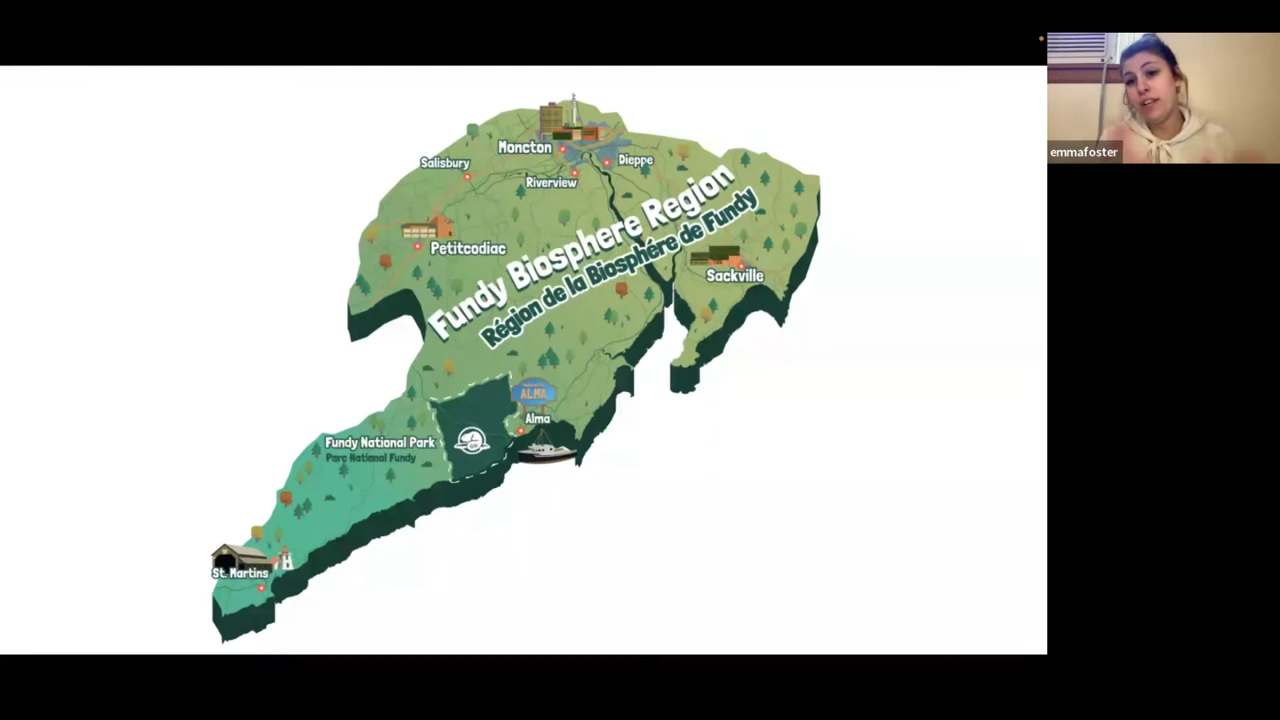 emmafoster
Moncton
Dieppe
Salisbury
Riverview
Petitcodiac
Fundy Biosphere Region
Région de la Biosphére de Fundy
Sackville
ALMA
Alma
Fundy National Park
Parc National Fundy
St. Martins